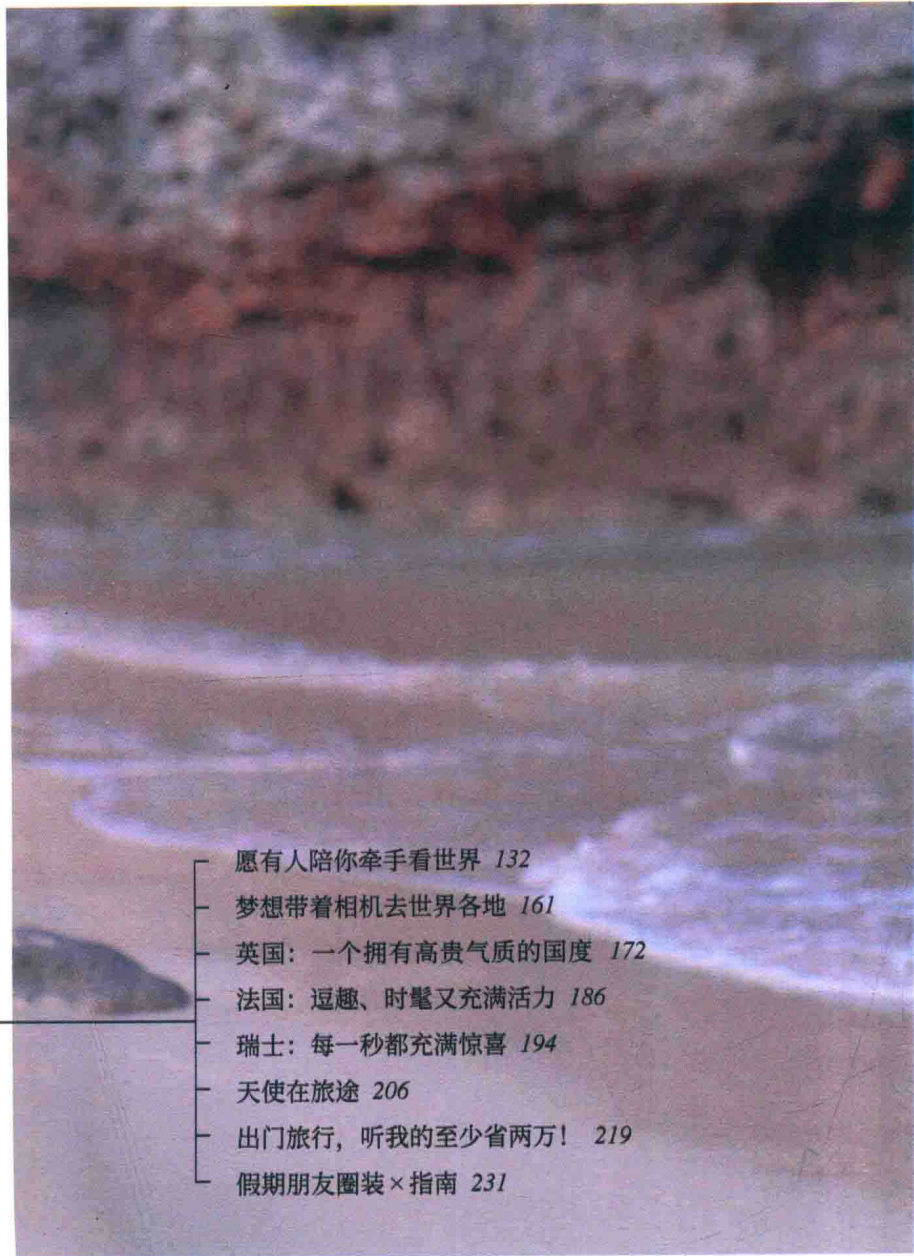 愿有人陪你牵手看世界 132
梦想带着相机去世界各地 161
英国：一个拥有高贵气质的国度 172
法国：逗趣、时髦又充满活力 186
瑞士：每一秒都充满惊喜 194
天使在旅途 206
出门旅行，听我的至少省两万！ 219
假期朋友圈装×指南 231